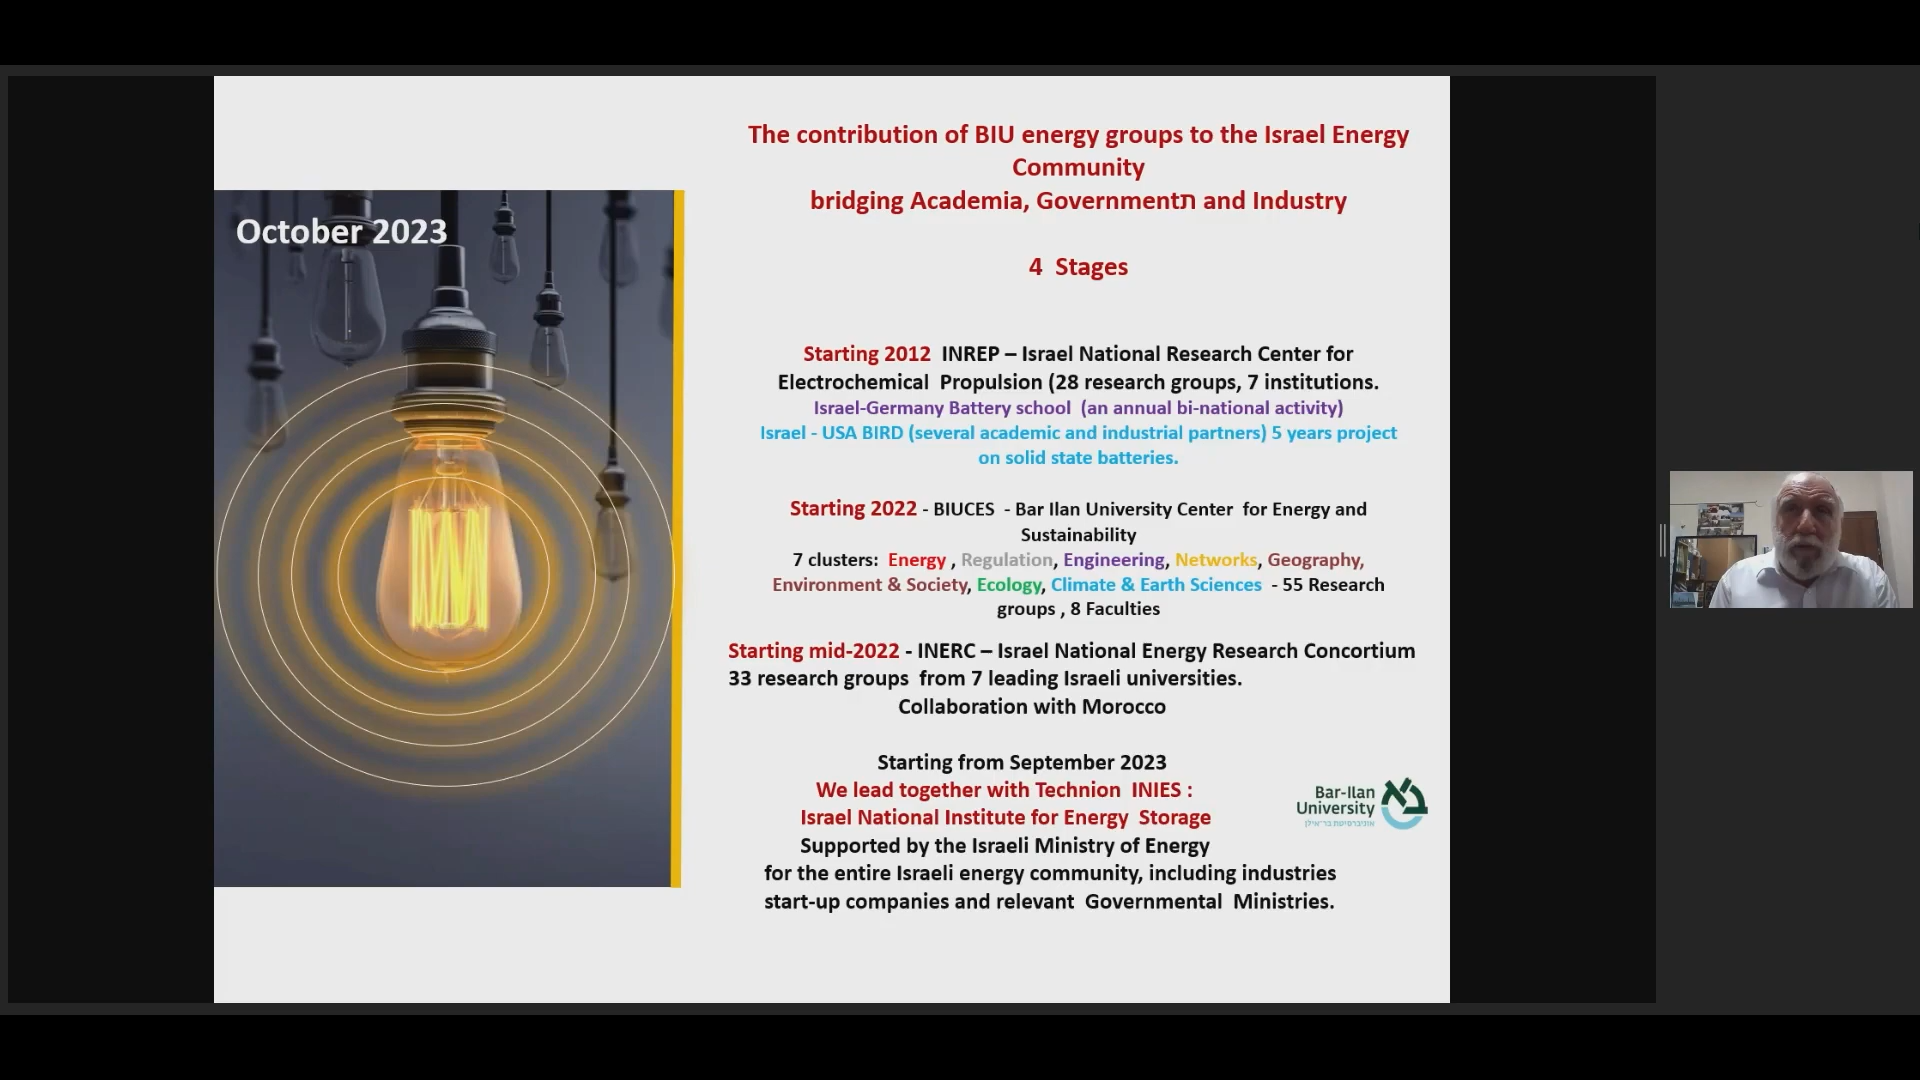 October 2023
The contribution of BIU energy groups to the Israel Energy
Community
bridging Academia, Governmentת and Industry
4 Stages
Starting 2012 INREP – Israel National Research Center for
Electrochemical Propulsion (28 research groups, 7 institutions.
Israel-Germany Battery school (an annual bi-national activity)
Israel - USA BIRD (several academic and industrial partners) 5 years project
on solid state batteries.
Starting 2022 - BIUCES - Bar Ilan University Center for Energy and
Sustainability
7 clusters: Energy , Regulation, Engineering, Networks, Geography,
Environment & Society, Ecology, Climate & Earth Sciences - 55 Research
groups , 8 Faculties
Starting mid-2022 - INERC – Israel National Energy Research Concortium
33 research groups from 7 leading Israeli universities.
Collaboration with Morocco
Starting from September 2023
We lead together with Technion INIES :
Israel National Institute for Energy Storage
Supported by the Israeli Ministry of Energy
for the entire Israeli energy community, including industries
start-up companies and relevant Governmental Ministries.
Bar-Ilan
University
אוניברסיטת בר־אילן